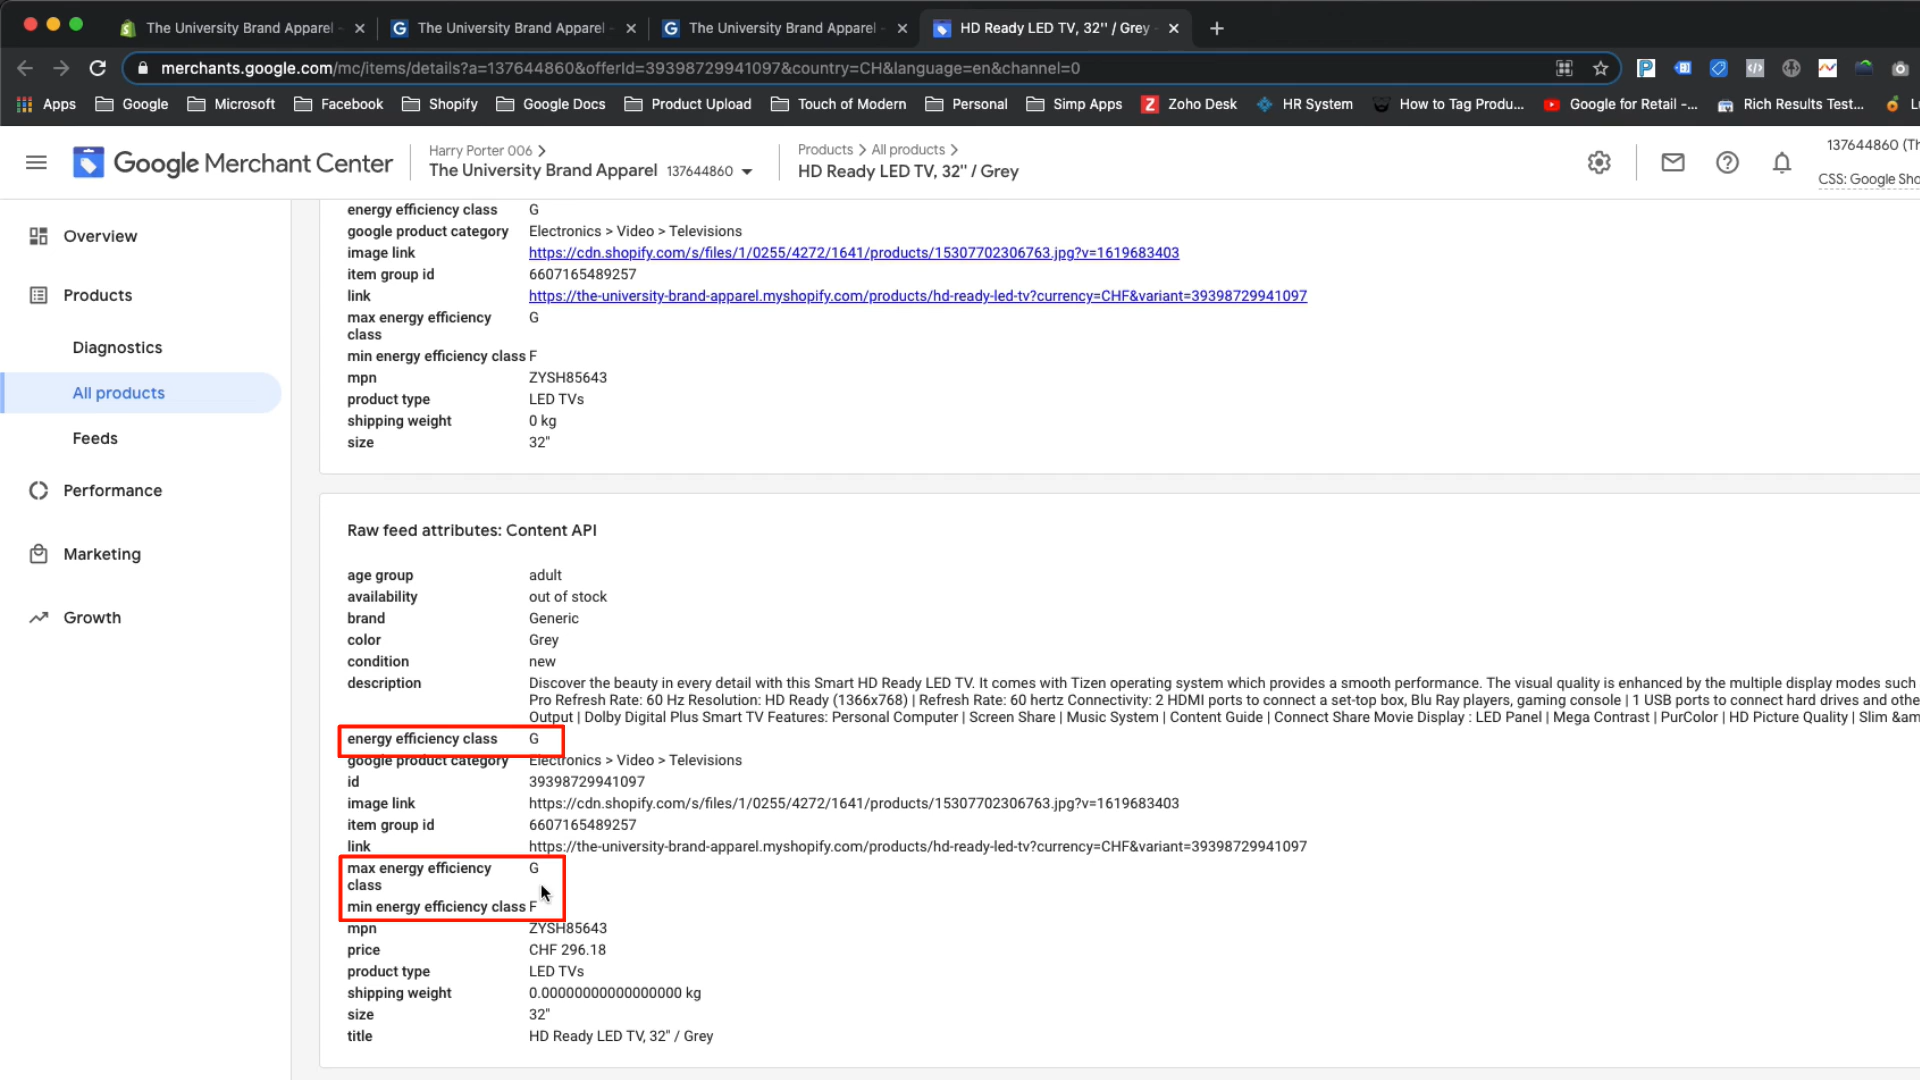 The University Brand Apparel -
The University Brand Apparel -
The University Brand Apparel -
HD Ready LED TV, 32'' / Grey -
merchants.google.com/mc/items/details?a=137644860&offerId=39398729941097&country=CH&language=en&channel=0
Apps Google Microsoft Facebook Shopify Google Docs Product Upload Touch of Modern Personal Simp Apps Zoho Desk HR System How to Tag Produ... Google for Retail -... Rich Results Test...
Google Merchant Center
Harry Porter 006 >
The University Brand Apparel 137644860
Products > All products >
HD Ready LED TV, 32'' / Grey
137644860 (Th
CSS: Google Sho
Overview
Products
Diagnostics
All products
Feeds
Performance
Marketing
Growth
energy efficiency class G
google product category Electronics > Video > Televisions
image link https://cdn.shopify.com/s/files/1/0255/4272/1641/products/15307702306763.jpg?v=1619683403
item group id 6607165489257
link https://the-university-brand-apparel.myshopify.com/products/hd-ready-led-tv?currency=CHF&variant=39398729941097
max energy efficiency class G
min energy efficiency class F
mpn ZYSH85643
product type LED TVs
shipping weight 0 kg
size 32"
Raw feed attributes: Content API
age group adult
availability out of stock
brand Generic
color Grey
condition new
description Discover the beauty in every detail with this Smart HD Ready LED TV. It comes with Tizen operating system which provides a smooth performance. The visual quality is enhanced by the multiple display modes such
Pro Refresh Rate: 60 Hz Resolution: HD Ready (1366x768) | Refresh Rate: 60 hertz Connectivity: 2 HDMI ports to connect a set-top box, Blu Ray players, gaming console | 1 USB ports to connect hard drives and othe
Output | Dolby Digital Plus Smart TV Features: Personal Computer | Screen Share | Music System | Content Guide | Connect Share Movie Display : LED Panel | Mega Contrast | PurColor | HD Picture Quality | Slim &am
energy efficiency class G
google product category Electronics > Video > Televisions
id 39398729941097
image link https://cdn.shopify.com/s/files/1/0255/4272/1641/products/15307702306763.jpg?v=1619683403
item group id 6607165489257
link https://the-university-brand-apparel.myshopify.com/products/hd-ready-led-tv?currency=CHF&variant=39398729941097
max energy efficiency class G
min energy efficiency class F
mpn ZYSH85643
price CHF 296.18
product type LED TVs
shipping weight 0.00000000000000000 kg
size 32"
title HD Ready LED TV, 32" / Grey